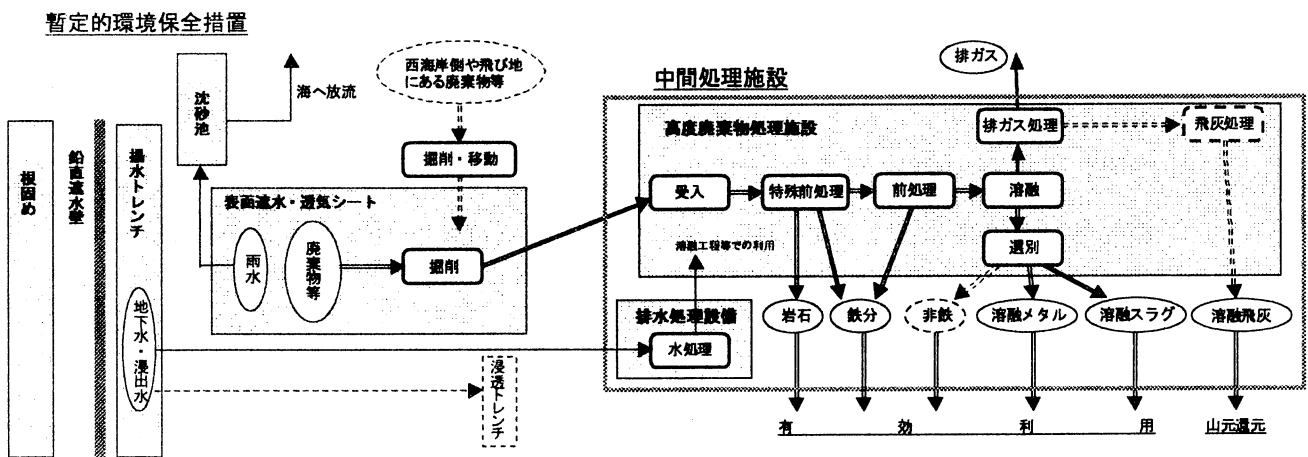 暫定的環境保全措置
根固め
鉛直遮水壁
揚水トレンチ
地下水・浸出水
沈砂池
海へ放流
西海岸側や飛び地
にある廃棄物等
掘削・移動
表面遮水・透気シート
雨水
廃棄物等
掘削
浸透トレンチ
中間処理施設
排ガス
高度廃棄物処理施設
排ガス処理
飛灰処理
受入
特殊前処理
前処理
溶融
選別
溶融工程等での利用
排水処理設備
水処理
岩石
鉄分
非鉄
溶融メタル
溶融スラグ
溶融飛灰
有効利用
山元還元